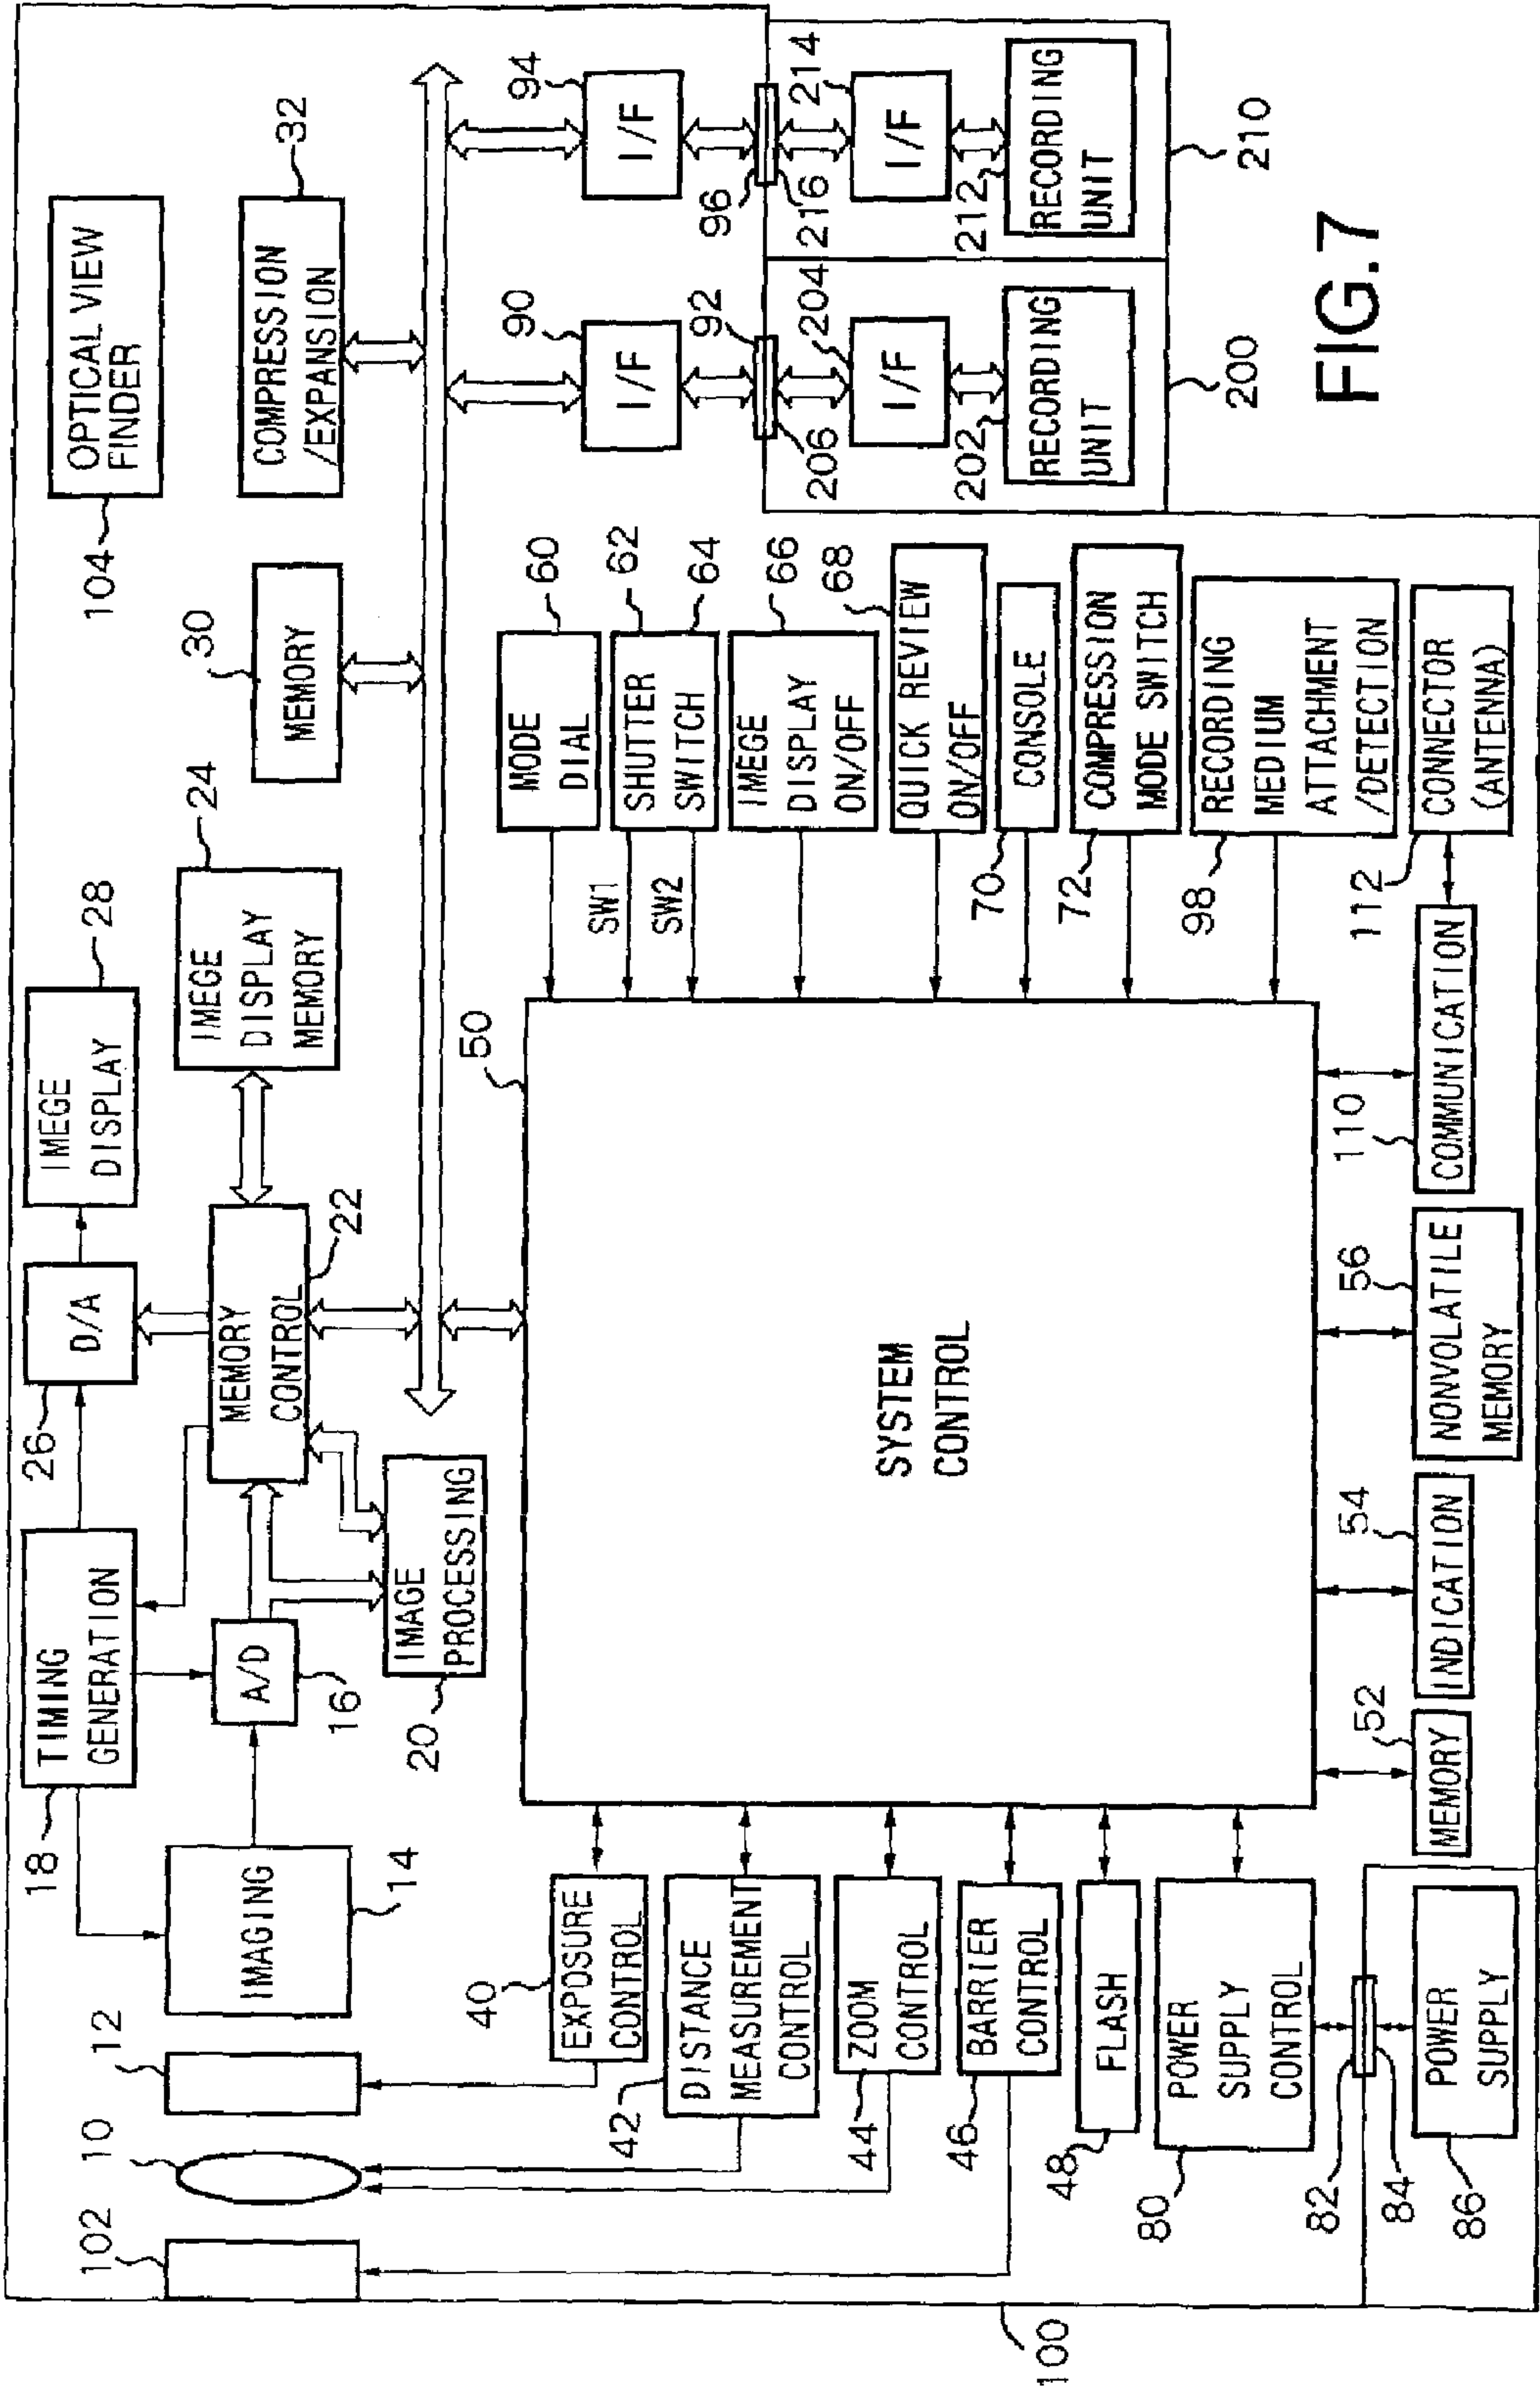 102
10
12
18
TIMING
GENERATION
26
D/A
IMEGE
DISPLAY
28
104
OPTICAL VIEW
FINDER
IMAGING
14
A/D
16
MEMORY
CONTROL
22
IMEGE
DISPLAY
MEMORY
24
30
MEMORY
COMPRESSION
/EXPANSION
32
20
IMAGE
PROCESSING
40
EXPOSURE
CONTROL
42
DISTANCE
MEASUREMENT
CONTROL
44
ZOOM
CONTROL
46
BARRIER
CONTROL
48
FLASH
80
POWER
SUPPLY
CONTROL
82
84
86
POWER
SUPPLY
100
50
SYSTEM
CONTROL
SW1
SW2
MODE
DIAL
60
SHUTTER
SWITCH
62
64
IMEGE
DISPLAY
ON/OFF
66
QUICK REVIEW
ON/OFF
68
70
CONSOLE
72
COMPRESSION
MODE SWITCH
98
RECORDING
MEDIUM
ATTACHMENT
/DETECTION
112
CONNECTOR
(ANTENNA)
52
MEMORY
54
INDICATION
56
NONVOLATILE
MEMORY
110
COMMUNICATION
90
I/F
94
I/F
92
206
96
216
204
I/F
214
I/F
202
RECORDING
UNIT
212
RECORDING
UNIT
200
210
FIG.7